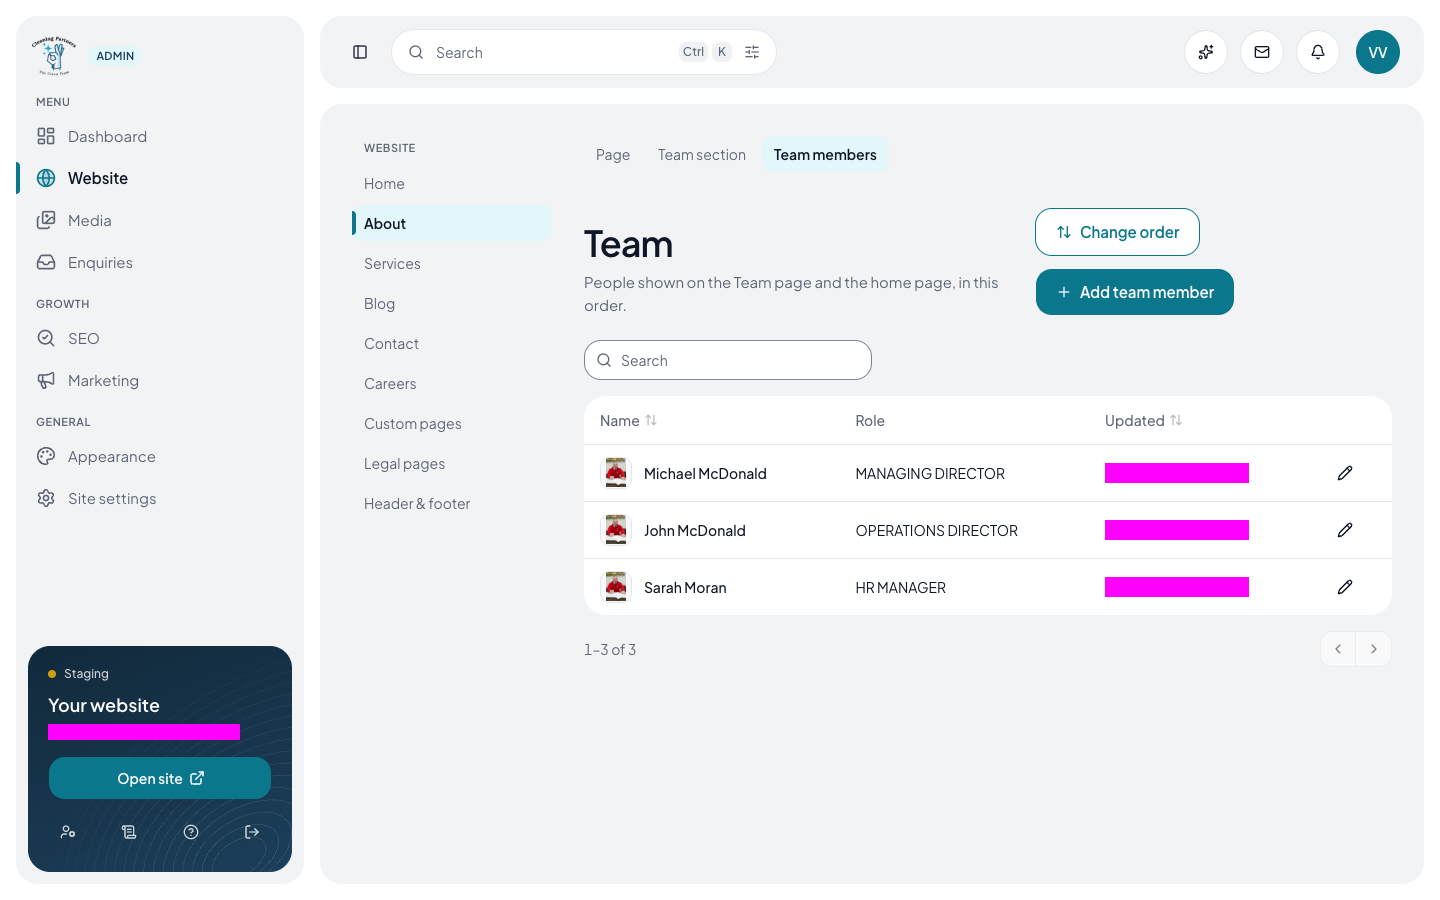 Cleaning Partners
ADMIN
MENU
Dashboard
Website
Media
Enquiries
GROWTH
SEO
Marketing
GENERAL
Appearance
Site settings
Staging
Your website
Open site
Search
Ctrl K
VV
WEBSITE
Home
About
Services
Blog
Contact
Careers
Custom pages
Legal pages
Header & footer
Page Team section Team members
Team
People shown on the Team page and the home page, in this
order.
Change order
Add team member
Search
Name Role Updated
Michael McDonald MANAGING DIRECTOR
John McDonald OPERATIONS DIRECTOR
Sarah Moran HR MANAGER
1–3 of 3